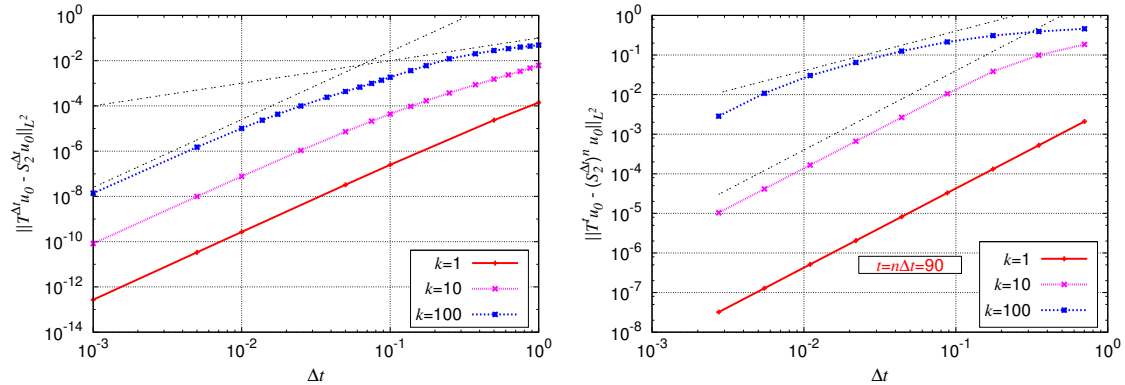 ||T^Δt u_0 - S_2^Δt u_0||_L^2
10^0
10^-2
10^-4
10^-6
10^-8
10^-10
10^-12
10^-14
10^-3
10^-2
10^-1
10^0
Δt
k=1
k=10
k=100
||T^t u_0 - (S_2^Δt)^n u_0||_L^2
10^0
10^-1
10^-2
10^-3
10^-4
10^-5
10^-6
10^-7
10^-8
10^-3
10^-2
10^-1
10^0
Δt
t=nΔt=90
k=1
k=10
k=100